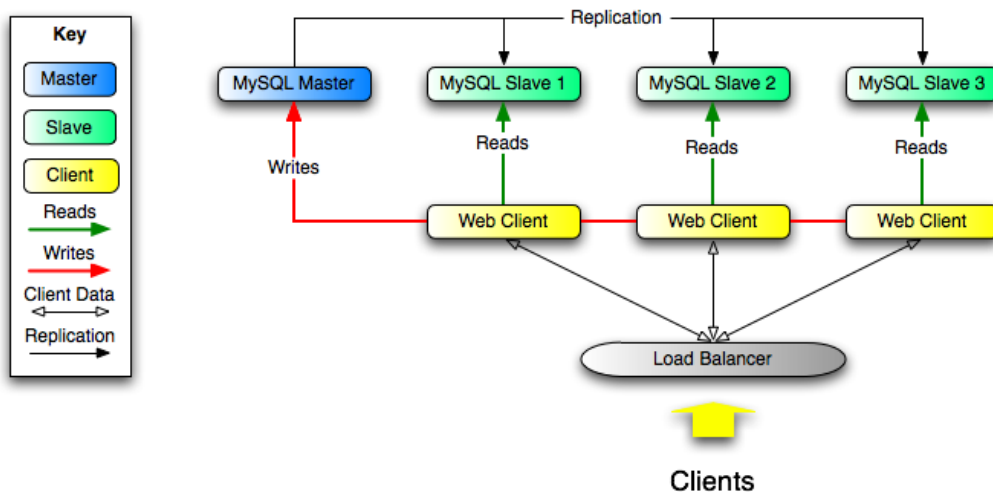 Key
Master
Slave
Client
Reads
Writes
Client Data
Replication
Replication
MySQL Master
MySQL Slave 1
MySQL Slave 2
MySQL Slave 3
Writes
Reads
Reads
Reads
Web Client
Web Client
Web Client
Load Balancer
Clients